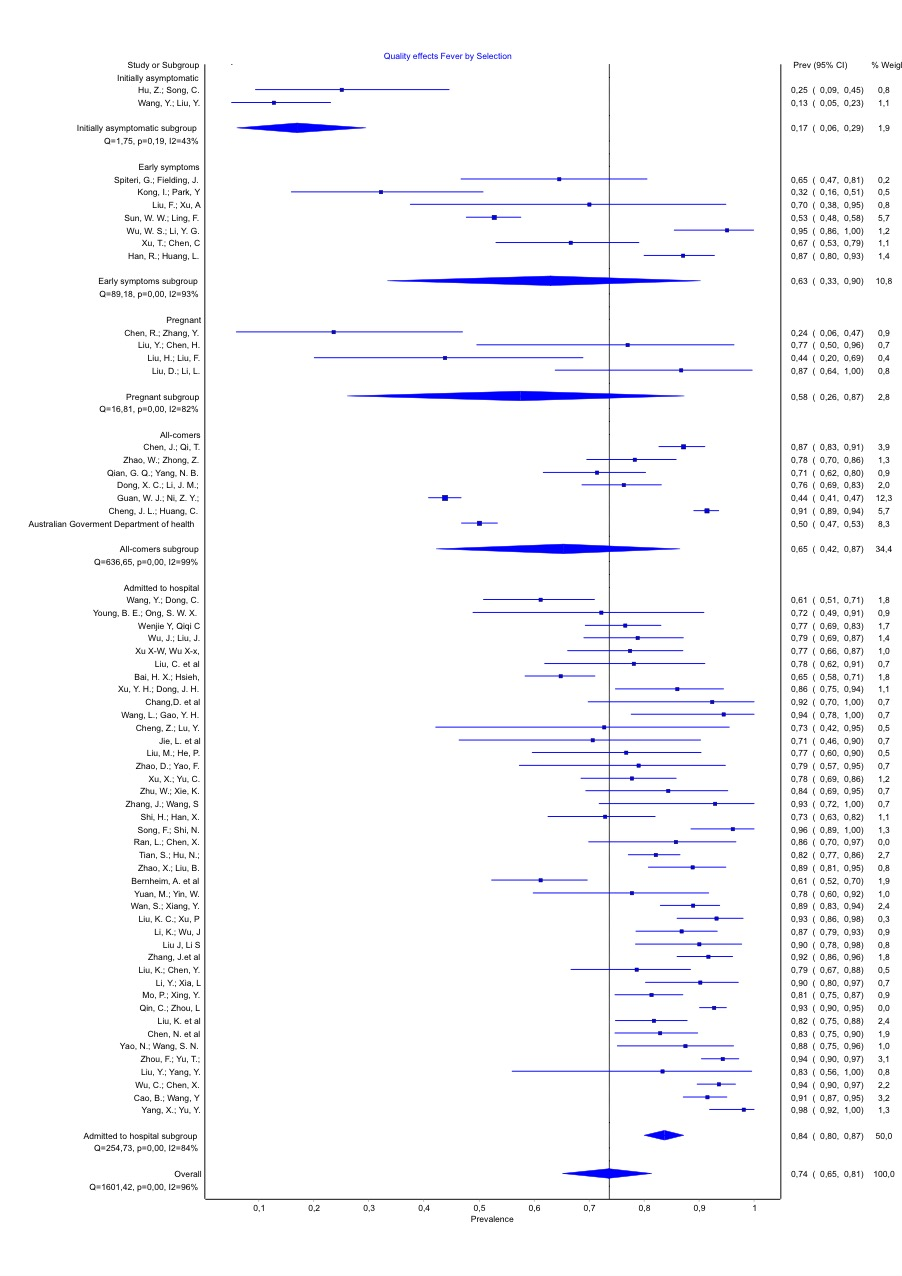 Quality effects Fever by Selection
Study or Subgroup Prev (95% CI) % Weigl
Initially asymptomatic
Hu, Z.; Song, C. 0,25 ( 0,09, 0,45) 0,8
Wang, Y.; Liu, Y. 0,13 ( 0,05, 0,23) 1,1
Initially asymptomatic subgroup 0,17 ( 0,06, 0,29) 1,9
Q=1,75, p=0,19, I2=43%
Early symptoms
Spiteri, G.; Fielding, J. 0,65 ( 0,47, 0,81) 0,2
Kong, I.; Park, Y 0,32 ( 0,16, 0,51) 0,5
Liu, F.; Xu, A 0,70 ( 0,38, 0,95) 0,8
Sun, W. W.; Ling, F. 0,53 ( 0,48, 0,58) 5,7
Wu, W. S.; Li, Y. G. 0,95 ( 0,86, 1,00) 1,2
Xu, T.; Chen, C 0,67 ( 0,53, 0,79) 1,1
Han, R.; Huang, L. 0,87 ( 0,80, 0,93) 1,4
Early symptoms subgroup 0,63 ( 0,33, 0,90) 10,8
Q=89,18, p=0,00, I2=93%
Pregnant
Chen, R.; Zhang, Y. 0,24 ( 0,06, 0,47) 0,9
Liu, Y.; Chen, H. 0,77 ( 0,50, 0,96) 0,7
Liu, H.; Liu, F. 0,44 ( 0,20, 0,69) 0,4
Liu, D.; Li, L. 0,87 ( 0,64, 1,00) 0,8
Pregnant subgroup 0,58 ( 0,26, 0,87) 2,8
Q=16,81, p=0,00, I2=82%
All-comers
Chen, J.; Qi, T. 0,87 ( 0,83, 0,91) 3,9
Zhao, W.; Zhong, Z. 0,78 ( 0,70, 0,86) 1,3
Qian, G. Q.; Yang, N. B. 0,71 ( 0,62, 0,80) 0,9
Dong, X. C.; Li, J. M.; 0,76 ( 0,69, 0,83) 2,0
Guan, W. J.; Ni, Z. Y.; 0,44 ( 0,41, 0,47) 12,3
Cheng, J. L.; Huang, C. 0,91 ( 0,89, 0,94) 5,7
Australian Goverment Department of health 0,50 ( 0,47, 0,53) 8,3
All-comers subgroup 0,65 ( 0,42, 0,87) 34,4
Q=636,65, p=0,00, I2=99%
Admitted to hospital
Wang, Y.; Dong, C. 0,61 ( 0,51, 0,71) 1,8
Young, B. E.; Ong, S. W. X. 0,72 ( 0,49, 0,91) 0,9
Wenjie Y, Qiqi C 0,77 ( 0,69, 0,83) 1,7
Wu, J.; Liu, J. 0,79 ( 0,69, 0,87) 1,4
Xu X-W, Wu X-x, 0,77 ( 0,66, 0,87) 1,0
Liu, C. et al 0,78 ( 0,62, 0,91) 0,7
Bai, H. X.; Hsieh, 0,65 ( 0,58, 0,71) 1,8
Xu, Y. H.; Dong, J. H. 0,86 ( 0,75, 0,94) 1,1
Chang,D. et al 0,92 ( 0,70, 1,00) 0,7
Wang, L.; Gao, Y. H. 0,94 ( 0,78, 1,00) 0,7
Cheng, Z.; Lu, Y. 0,73 ( 0,42, 0,95) 0,5
Jie, L. et al 0,71 ( 0,46, 0,90) 0,7
Liu, M.; He, P. 0,77 ( 0,60, 0,90) 0,5
Zhao, D.; Yao, F. 0,79 ( 0,57, 0,95) 0,7
Xu, X.; Yu, C. 0,78 ( 0,69, 0,86) 1,2
Zhu, W.; Xie, K. 0,84 ( 0,69, 0,95) 0,7
Zhang, J.; Wang, S 0,93 ( 0,72, 1,00) 0,7
Shi, H.; Han, X. 0,73 ( 0,63, 0,82) 1,1
Song, F.; Shi, N. 0,96 ( 0,89, 1,00) 1,3
Ran, L.; Chen, X. 0,86 ( 0,70, 0,97) 0,0
Tian, S.; Hu, N.; 0,82 ( 0,77, 0,86) 2,7
Zhao, X.; Liu, B. 0,89 ( 0,81, 0,95) 0,8
Bernheim, A. et al 0,61 ( 0,52, 0,70) 1,9
Yuan, M.; Yin, W. 0,78 ( 0,60, 0,92) 1,0
Wan, S.; Xiang, Y. 0,89 ( 0,83, 0,94) 2,4
Liu, K. C.; Xu, P 0,93 ( 0,86, 0,98) 0,3
Li, K.; Wu, J 0,87 ( 0,79, 0,93) 0,9
Liu J, Li S 0,90 ( 0,78, 0,98) 0,8
Zhang, J.et al 0,92 ( 0,86, 0,96) 1,8
Liu, K.; Chen, Y. 0,79 ( 0,67, 0,88) 0,5
Li, Y.; Xia, L 0,90 ( 0,80, 0,97) 0,7
Mo, P.; Xing, Y. 0,81 ( 0,75, 0,87) 0,9
Qin, C.; Zhou, L 0,93 ( 0,90, 0,95) 0,0
Liu, K. et al 0,82 ( 0,75, 0,88) 2,4
Chen, N. et al 0,83 ( 0,75, 0,90) 1,9
Yao, N.; Wang, S. N. 0,88 ( 0,75, 0,96) 1,0
Zhou, F.; Yu, T.; 0,94 ( 0,90, 0,97) 3,1
Liu, Y.; Yang, Y. 0,83 ( 0,56, 1,00) 0,8
Wu, C.; Chen, X. 0,94 ( 0,90, 0,97) 2,2
Cao, B.; Wang, Y 0,91 ( 0,87, 0,95) 3,2
Yang, X.; Yu, Y. 0,98 ( 0,92, 1,00) 1,3
Admitted to hospital subgroup 0,84 ( 0,80, 0,87) 50,0
Q=254,73, p=0,00, I2=84%
Overall 0,74 ( 0,65, 0,81) 100,0
Q=1601,42, p=0,00, I2=96%
0,1 0,2 0,3 0,4 0,5 0,6 0,7 0,8 0,9 1
Prevalence